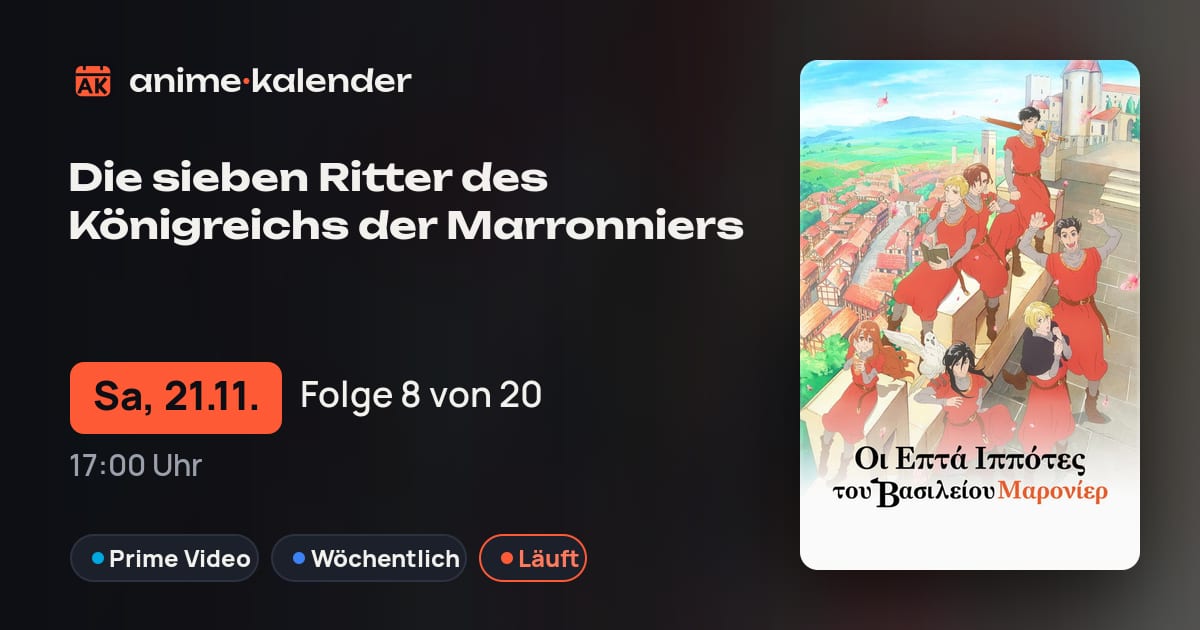 AK
anime·kalender
Die sieben Ritter des
Königreichs der Marronniers
Sa, 21.11.
Folge 8 von 20
17:00 Uhr
Prime Video
Wöchentlich
Läuft
Οι Επτά Ιππότες
του Βασιλείου Μαρονίερ